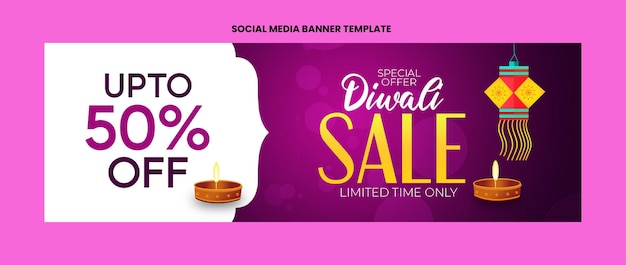 SOCIAL MEDIA BANNER TEMPLATE
UPTO
50%
OFF
SPECIAL
OFFER
Diwali
SALE
LIMITED TIME ONLY